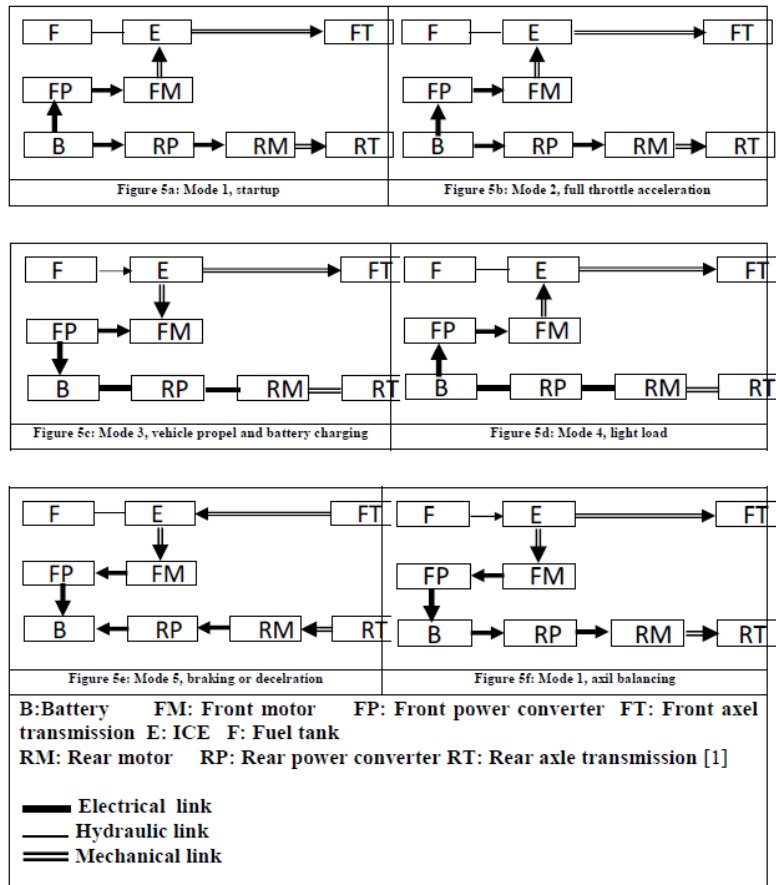 F E FT
FP FM
B RP RM RT
Figure 5a: Mode 1, startup
F E FT
FP FM
B RP RM RT
Figure 5b: Mode 2, full throttle acceleration
F E FT
FP FM
B RP RM RT
Figure 5c: Mode 3, vehicle propel and battery charging
F E FT
FP FM
B RP RM RT
Figure 5d: Mode 4, light load
F E FT
FP FM
B RP RM RT
Figure 5e: Mode 5, braking or decelration
F E FT
FP FM
B RP RM RT
Figure 5f: Mode 1, axil balancing
B:Battery FM: Front motor FP: Front power converter FT: Front axel
transmission E: ICE F: Fuel tank
RM: Rear motor RP: Rear power converter RT: Rear axle transmission [1]
Electrical link
Hydraulic link
Mechanical link